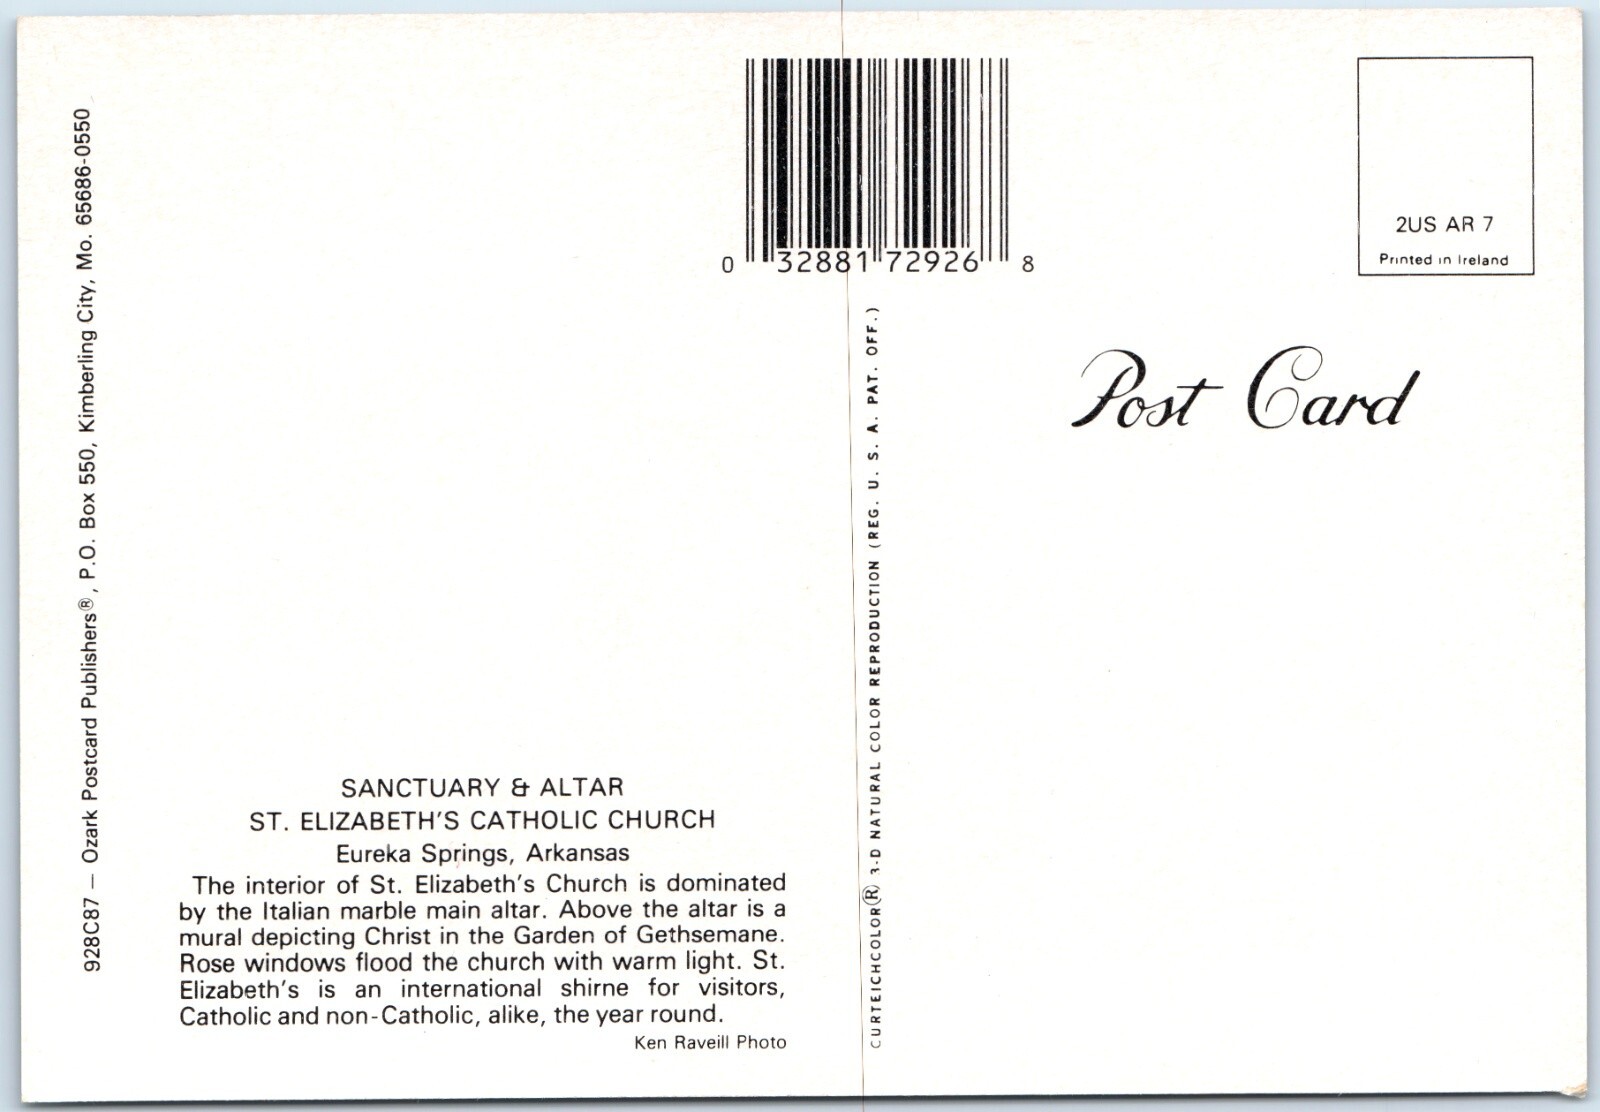 928C87 — Ozark Postcard Publishers®, P.O. Box 550, Kimberling City, Mo. 65686-0550
0 32881 72926 8
2US AR 7
Printed in Ireland
Post Card
CURTEICHCOLOR® 3-D NATURAL COLOR REPRODUCTION (REG. U. S. A. PAT. OFF.)
SANCTUARY & ALTAR
ST. ELIZABETH'S CATHOLIC CHURCH
Eureka Springs, Arkansas
The interior of St. Elizabeth's Church is dominated
by the Italian marble main altar. Above the altar is a
mural depicting Christ in the Garden of Gethsemane.
Rose windows flood the church with warm light. St.
Elizabeth's is an international shirne for visitors,
Catholic and non-Catholic, alike, the year round.
Ken Raveill Photo